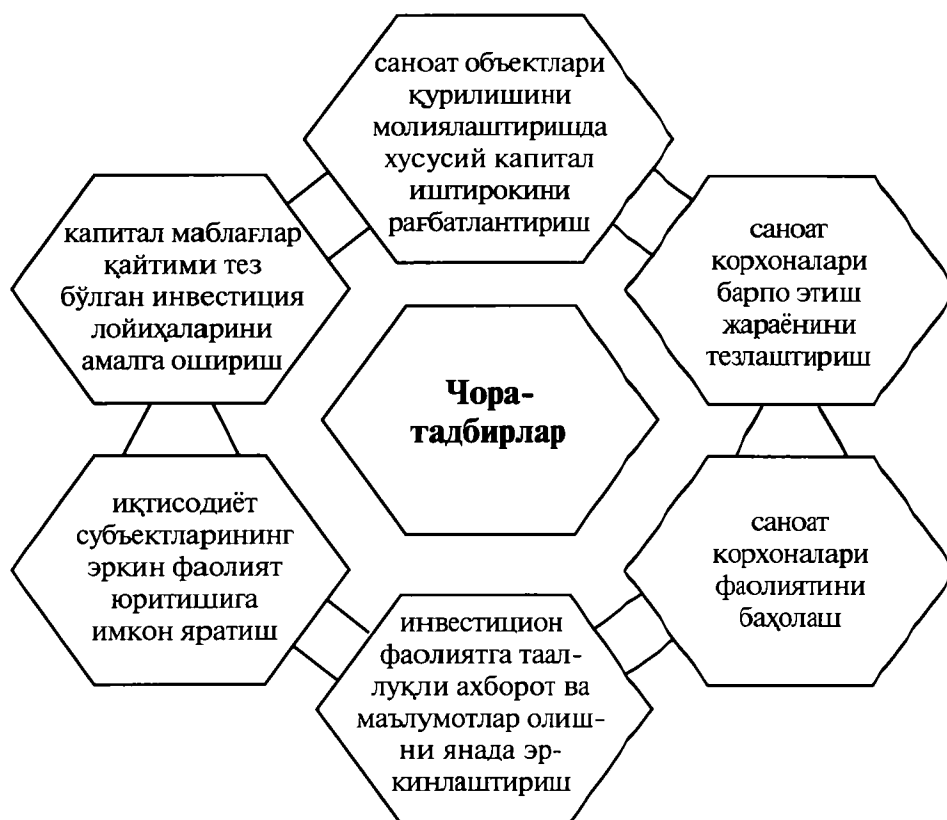 саноат объектлари
қурилишини
молиялаштиришда
хусусий капитал
иштирокини
рағбатлантириш
капитал маблағлар
қайтими тез
бўлган инвестиция
лойиҳаларини
амалга ошириш
саноат
корхоналари
барпо этиш
жараёнини
тезлаштириш
Чора-
тадбирлар
иқтисодиёт
субъектларининг
эркин фаолият
юритишига
имкон яратиш
саноат
корхоналари
фаолиятини
баҳолаш
инвестицион
фаолиятга таал-
луқли ахборот ва
маълумотлар олиш-
ни янада эр-
кинлаштириш